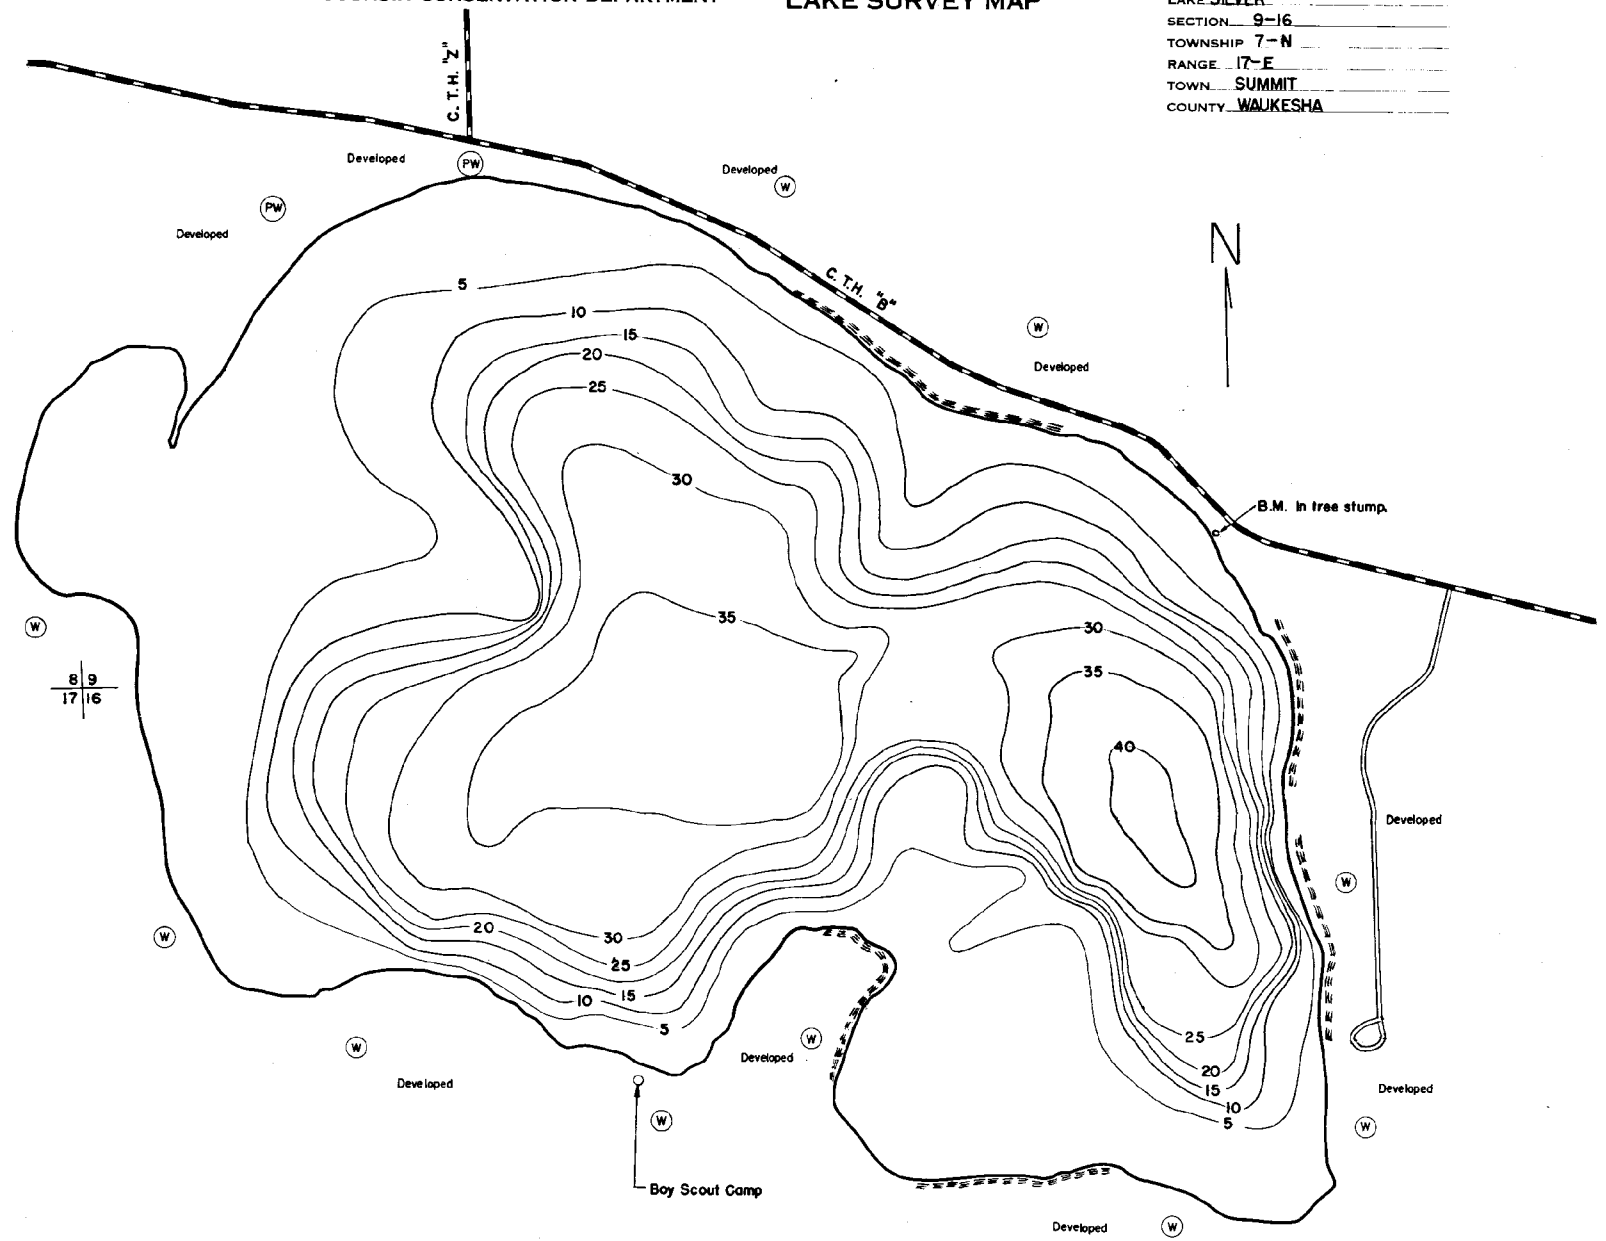 LAKE SURVEY MAP
LAKE SILVER
SECTION 9-16
TOWNSHIP 7-N
RANGE 17-E
TOWN SUMMIT
COUNTY WAUKESHA
C. T. H. "Z"
Developed
PW
Developed
W
PW
Developed
N
C. T. H. "B"
5
10
15
20
25
W
Developed
30
B.M. In tree stump.
35
30
35
W
8 9
17 16
40
Developed
W
20
30
25
15
10
5
W
W
Developed
W
Developed
25
20
15
10
5
Developed
W
W
Boy Scout Camp
Developed
W